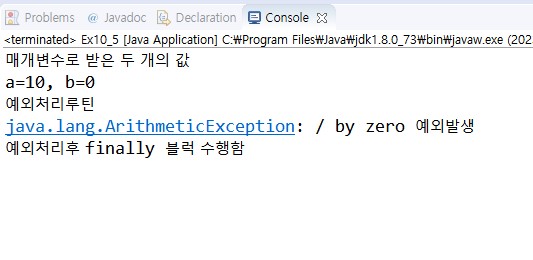 Problems @ Javadoc Declaration Console
<terminated> Ex10_5 [Java Application] C:₩Program Files₩Java₩jdk1.8.0_73₩bin₩javaw.exe (202
매개변수로 받은 두 개의 값
a=10, b=0
예외처리루틴
java.lang.ArithmeticException: / by zero 예외발생
예외처리후 finally 블럭 수행함